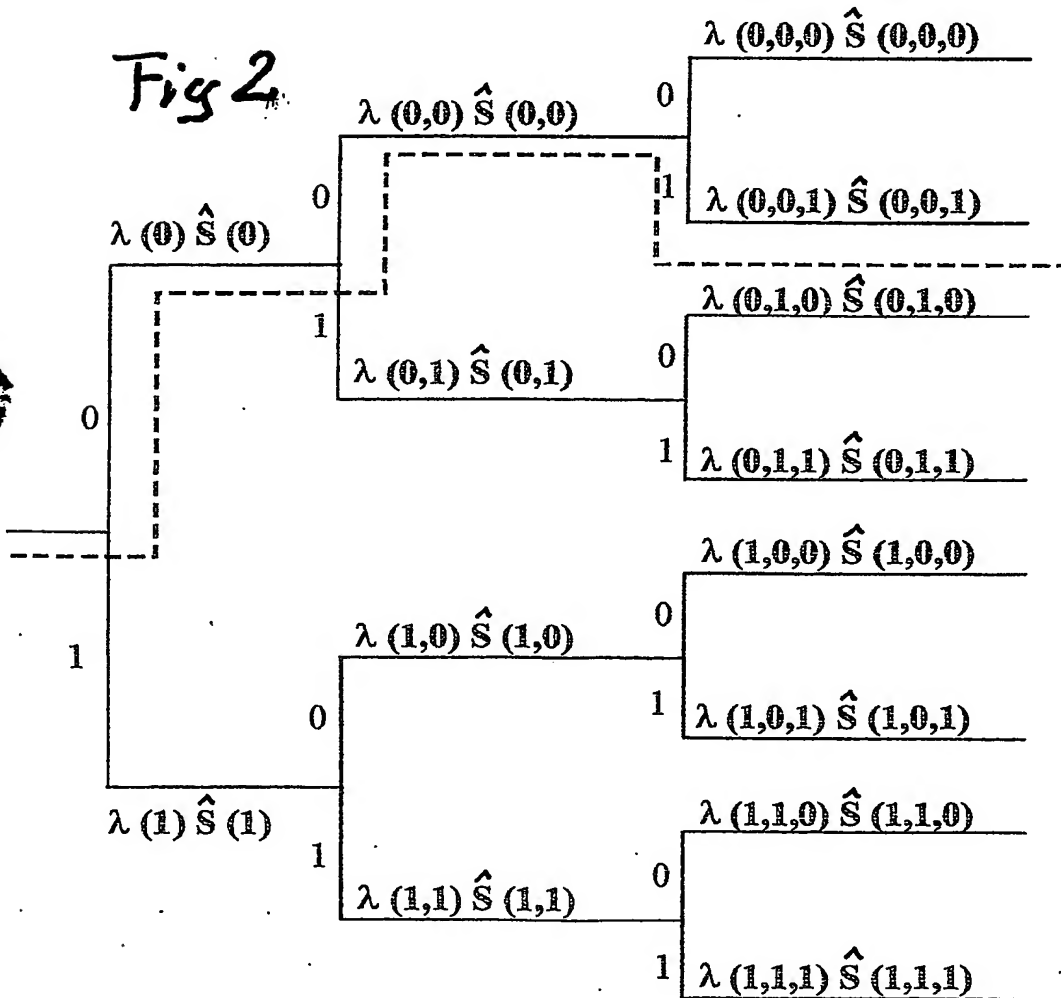 Fig 2.
λ (0,0,0) Ŝ (0,0,0)
0
λ (0,0) Ŝ (0,0)
0
1
λ (0,0,1) Ŝ (0,0,1)
λ (0) Ŝ (0)
λ (0,1,0) Ŝ (0,1,0)
1
0
λ (0,1) Ŝ (0,1)
0
1
λ (0,1,1) Ŝ (0,1,1)
λ (1,0,0) Ŝ (1,0,0)
0
λ (1,0) Ŝ (1,0)
1
0
1
λ (1,0,1) Ŝ (1,0,1)
λ (1) Ŝ (1)
λ (1,1,0) Ŝ (1,1,0)
1
0
λ (1,1) Ŝ (1,1)
1
λ (1,1,1) Ŝ (1,1,1)